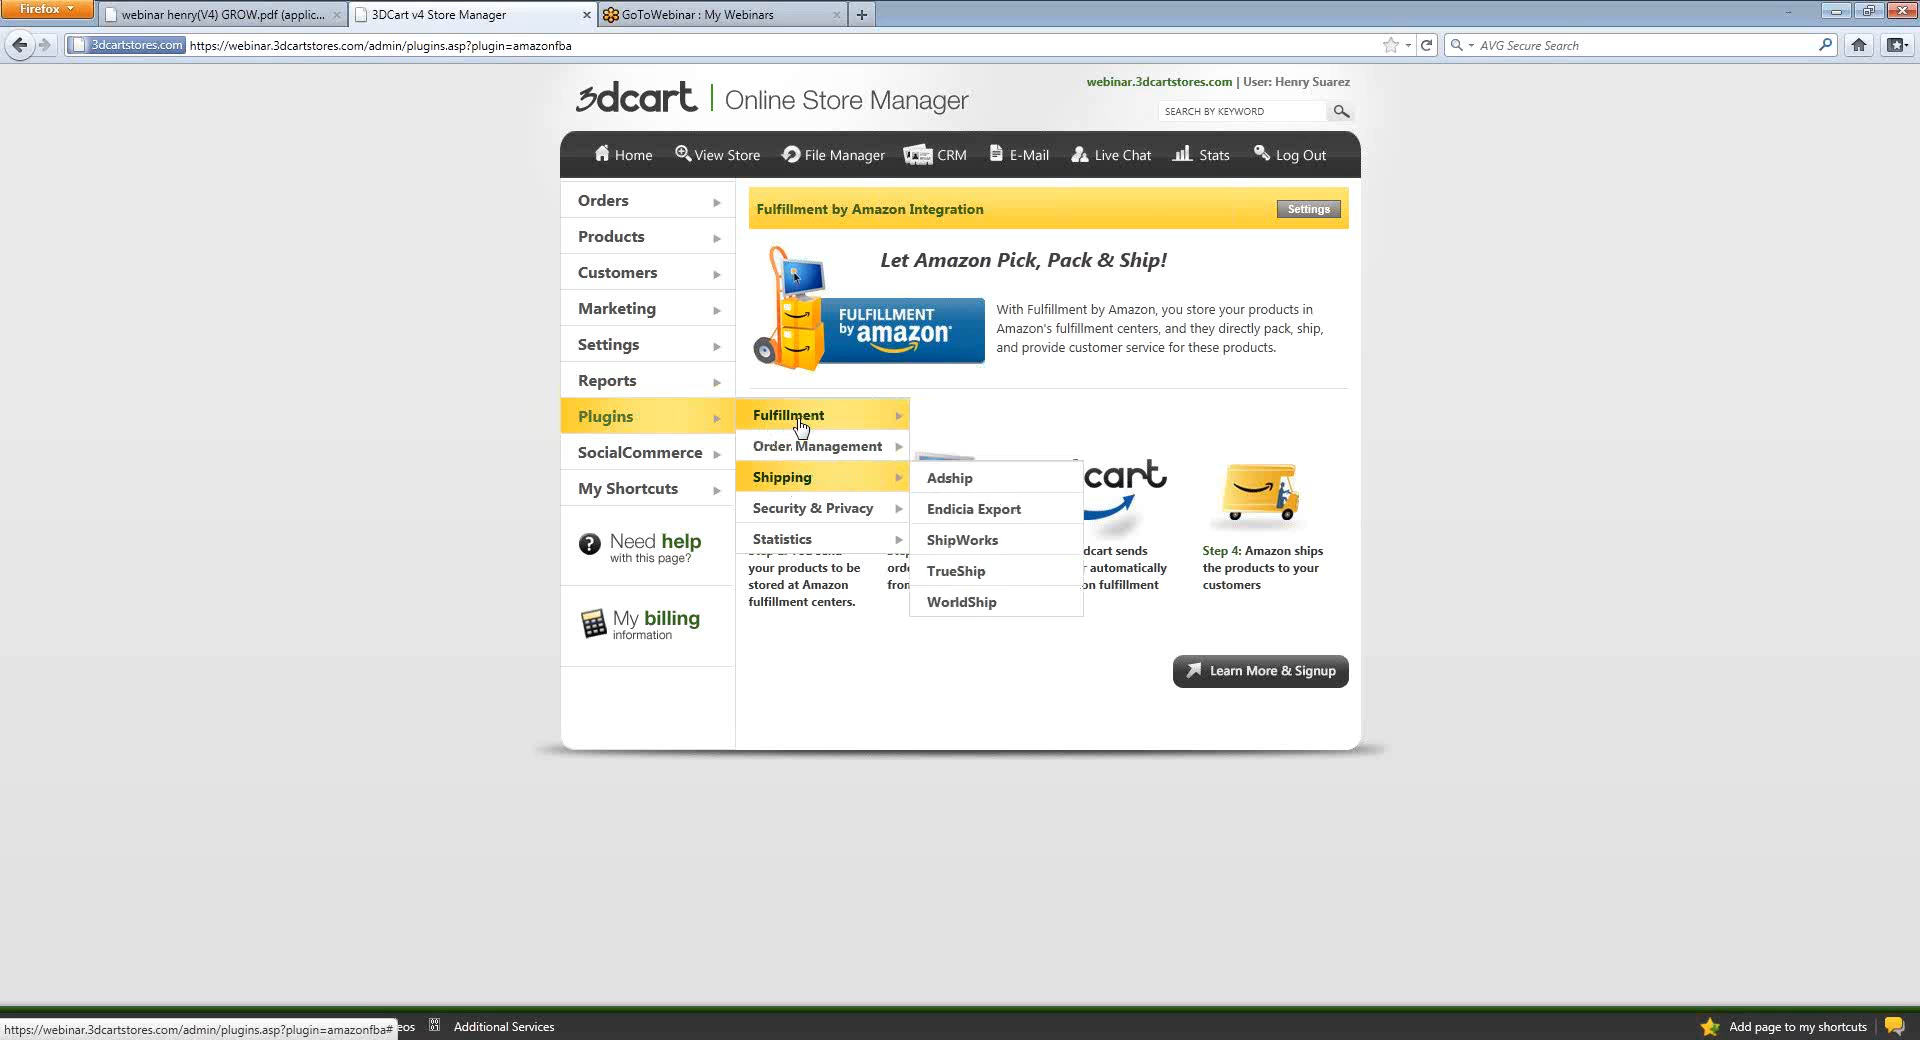 Firefox
webinar henry(V4) GROW.pdf (applic...
3DCart v4 Store Manager
GoToWebinar : My Webinars
3dcartstores.com
https://webinar.3dcartstores.com/admin/plugins.asp?plugin=amazonfba
AVG Secure Search
3dcart | Online Store Manager
webinar.3dcartstores.com | User: Henry Suarez
SEARCH BY KEYWORD
Home
View Store
File Manager
CRM
E-Mail
Live Chat
Stats
Log Out
Orders
Products
Customers
Marketing
Settings
Reports
Plugins
SocialCommerce
My Shortcuts
Need help
with this page?
My billing
information
Fulfillment by Amazon Integration
Settings
Let Amazon Pick, Pack & Ship!
FULFILLMENT
by amazon
With Fulfillment by Amazon, you store your products in
Amazon's fulfillment centers, and they directly pack, ship,
and provide customer service for these products.
Fulfillment
Order Management
Shipping
Security & Privacy
Statistics
Adship
Endicia Export
ShipWorks
TrueShip
WorldShip
your products to be
stored at Amazon
fulfillment centers.
cart
dcart sends
automatically
on fulfillment
Step 4: Amazon ships
the products to your
customers
Learn More & Signup
https://webinar.3dcartstores.com/admin/plugins.asp?plugin=amazonfba#
eos
Additional Services
Add page to my shortcuts